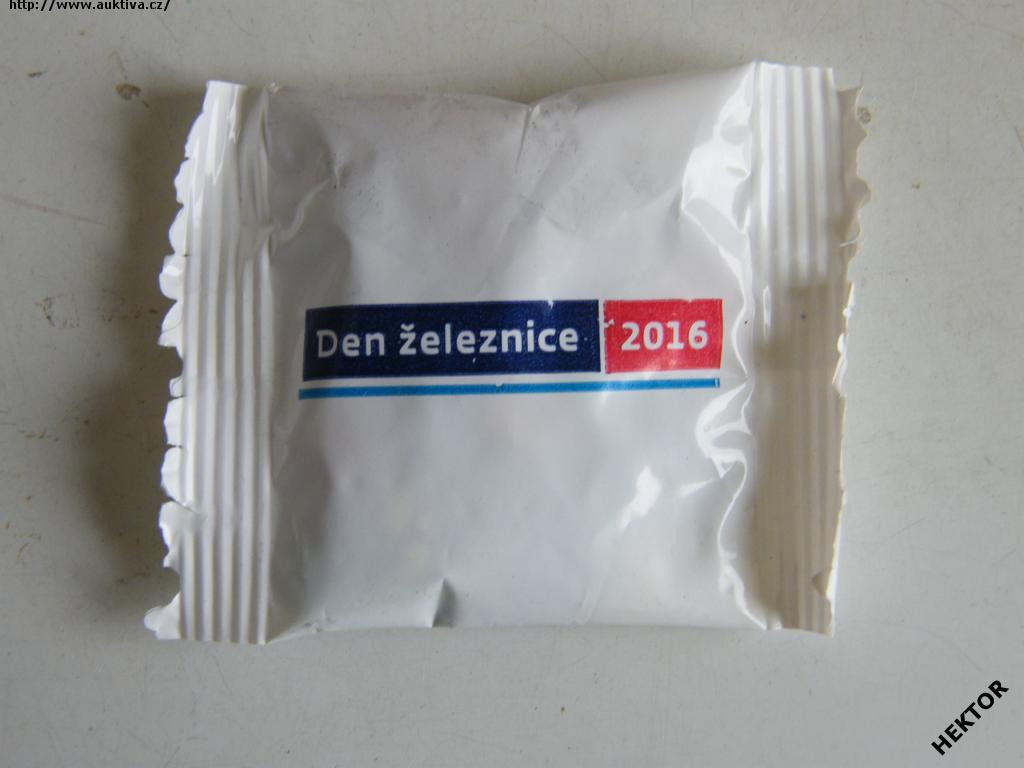 http://www.auktiva.cz/
Den železnice 2016
HEKTOR